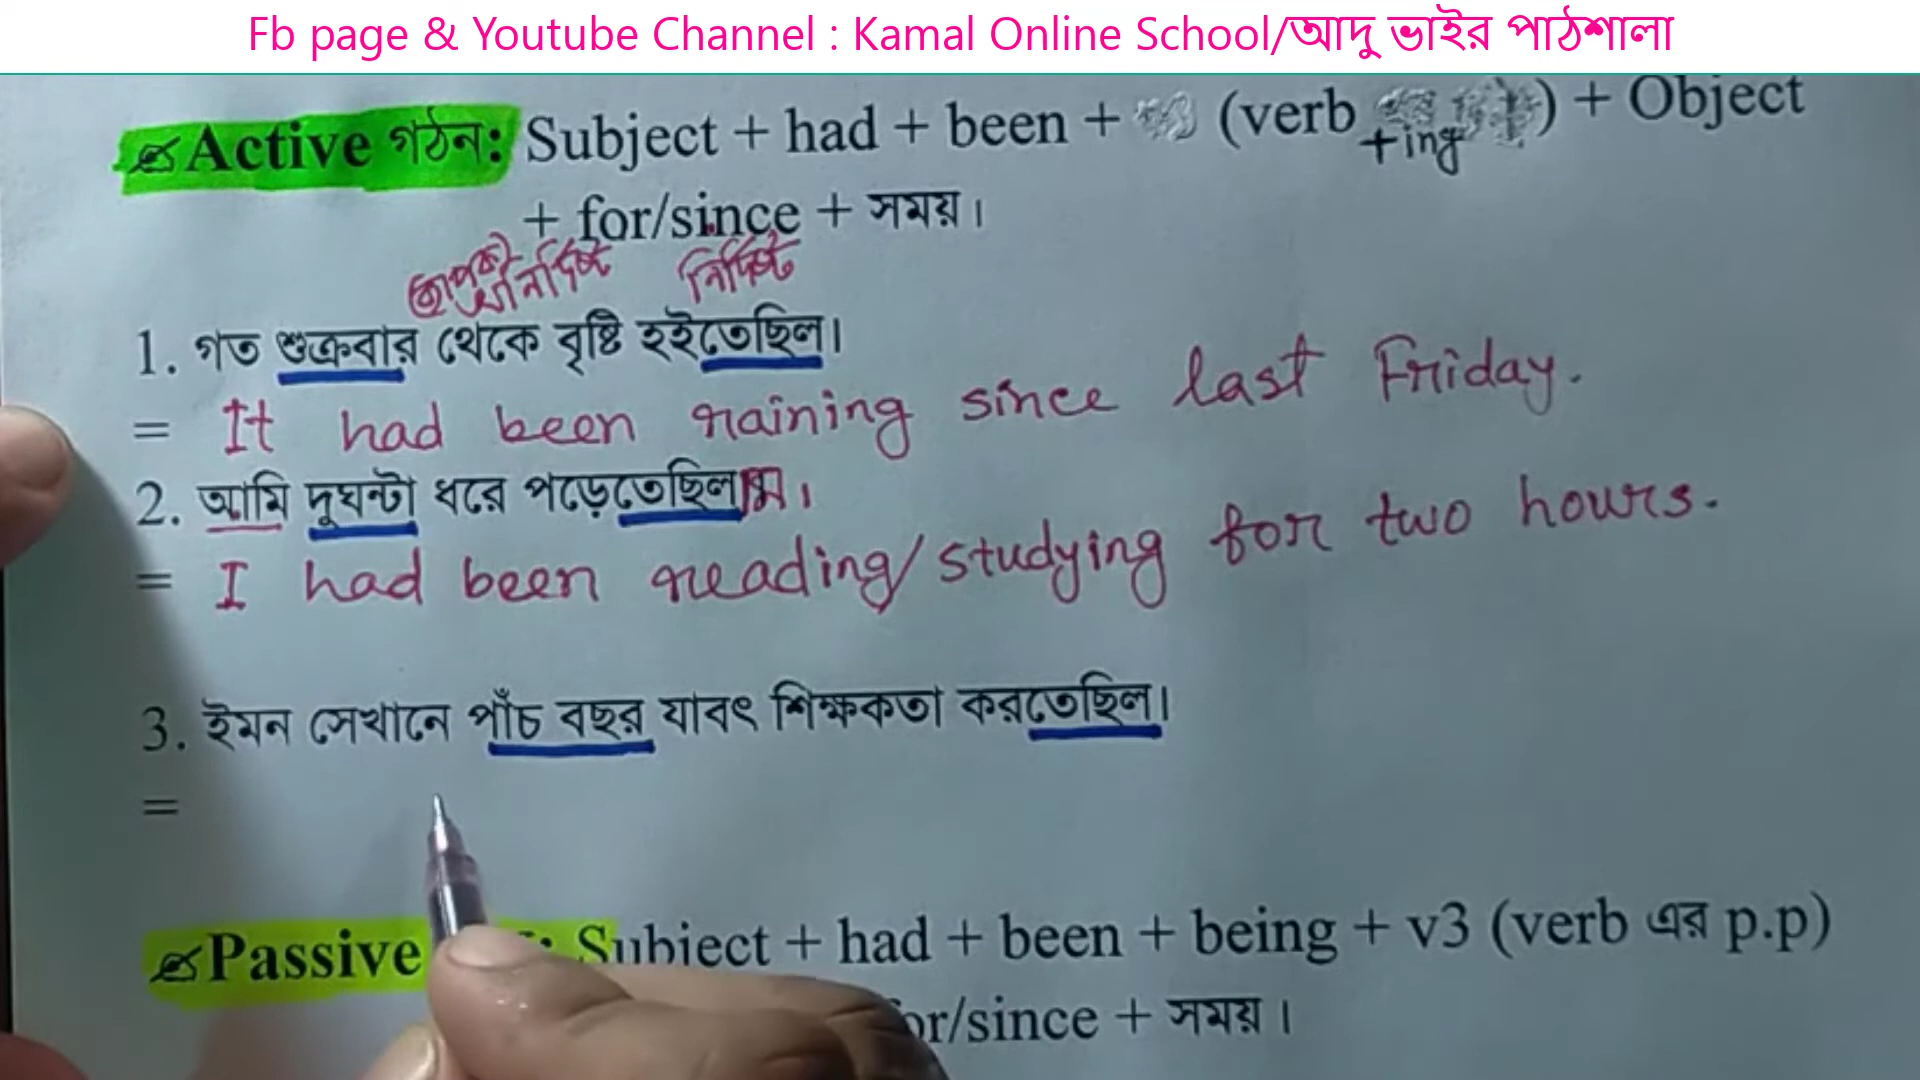 Fb page & Youtube Channel : Kamal Online School/আদু ভাইর পাঠশালা
Active গঠন: Subject + had + been + (verb +ing) + Object
+ for/since + সময়।
অনির্দিষ্ট নির্দিষ্ট
1. গত শুক্রবার থেকে বৃষ্টি হইতেছিল।
= It had been raining since last Friday.
2. আমি দুঘন্টা ধরে পড়েতেছিলাম।
= I had been reading/studying for two hours.
3. ইমন সেখানে পাঁচ বছর যাবৎ শিক্ষকতা করতেছিল।
=
Passive : Subject + had + been + being + v3 (verb এর p.p)
for/since + সময়।